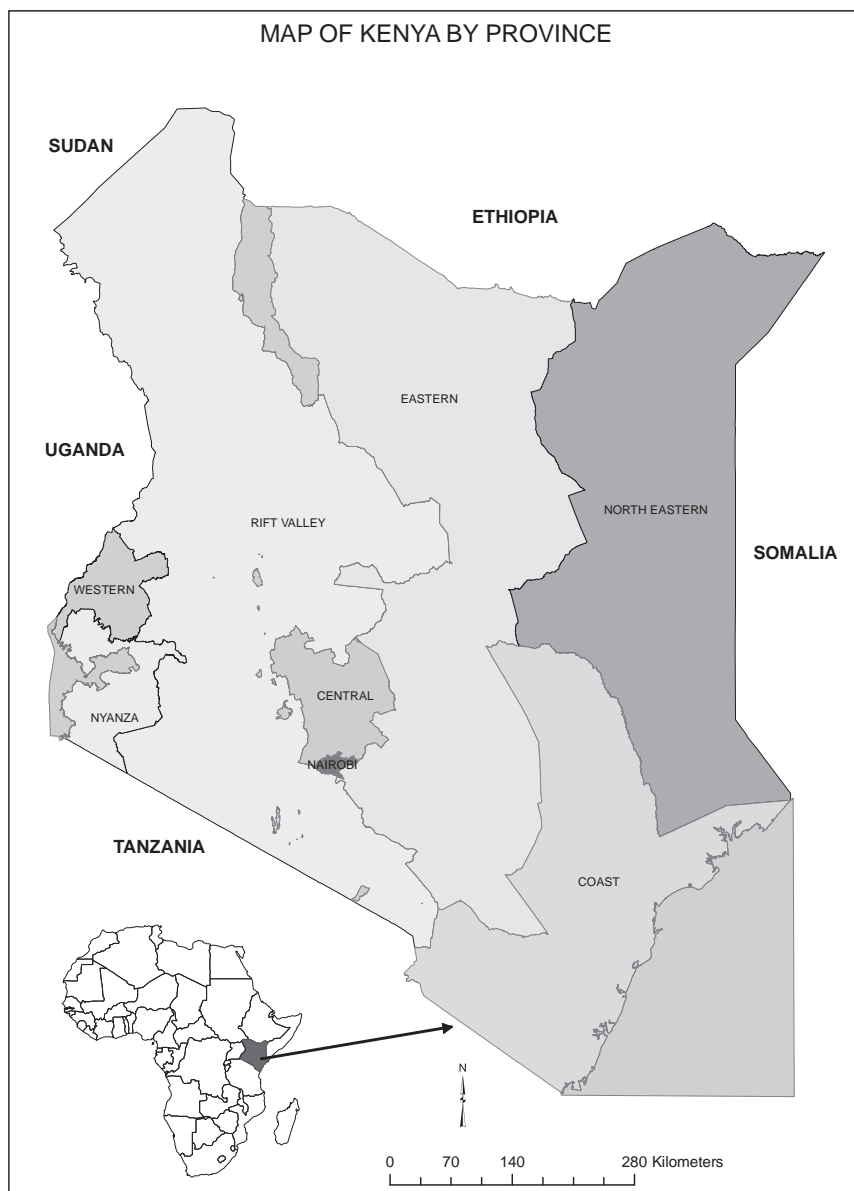 MAP OF KENYA BY PROVINCE
SUDAN
ETHIOPIA
EASTERN
UGANDA
NORTH EASTERN
RIFT VALLEY
SOMALIA
WESTERN
CENTRAL
NYANZA
NAIROBI
TANZANIA
COAST
N
0 70 140 280 Kilometers